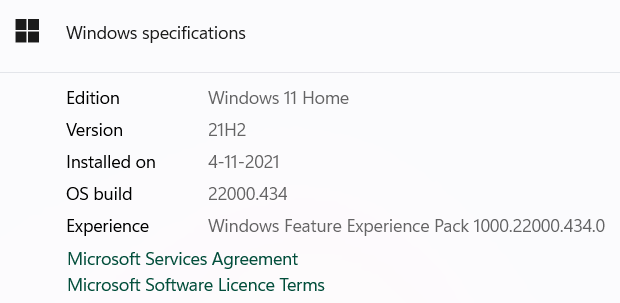 Windows specifications
Edition Windows 11 Home
Version 21H2
Installed on 4-11-2021
OS build 22000.434
Experience Windows Feature Experience Pack 1000.22000.434.0
Microsoft Services Agreement
Microsoft Software Licence Terms